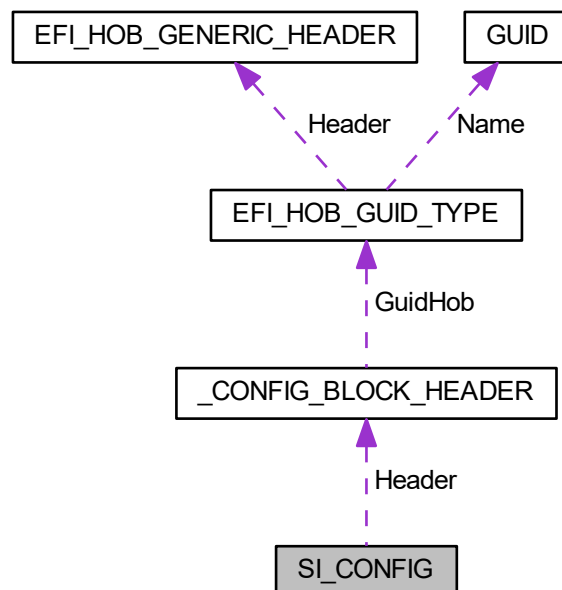 EFI_HOB_GENERIC_HEADER
GUID
Header
Name
EFI_HOB_GUID_TYPE
GuidHob
_CONFIG_BLOCK_HEADER
Header
SI_CONFIG